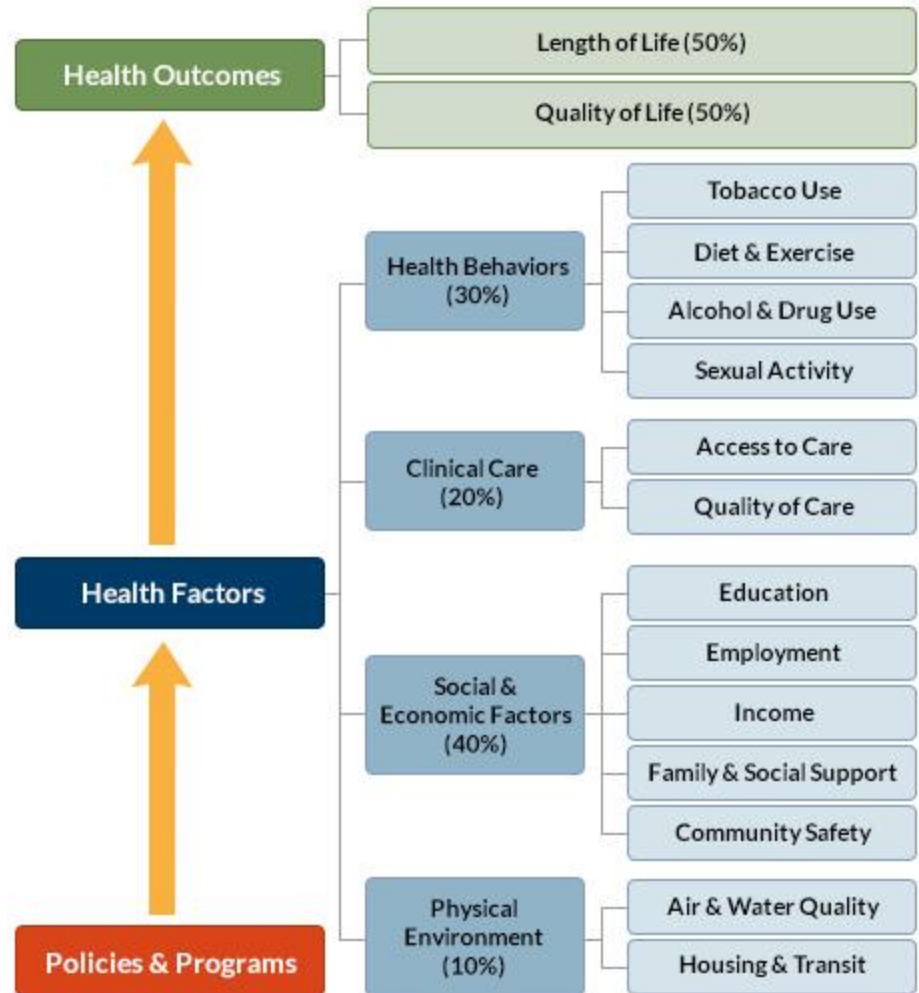 Health Outcomes
Length of Life (50%)
Quality of Life (50%)
Health Factors
Health Behaviors
(30%)
Tobacco Use
Diet & Exercise
Alcohol & Drug Use
Sexual Activity
Clinical Care
(20%)
Access to Care
Quality of Care
Social &
Economic Factors
(40%)
Education
Employment
Income
Family & Social Support
Community Safety
Physical
Environment
(10%)
Air & Water Quality
Housing & Transit
Policies & Programs